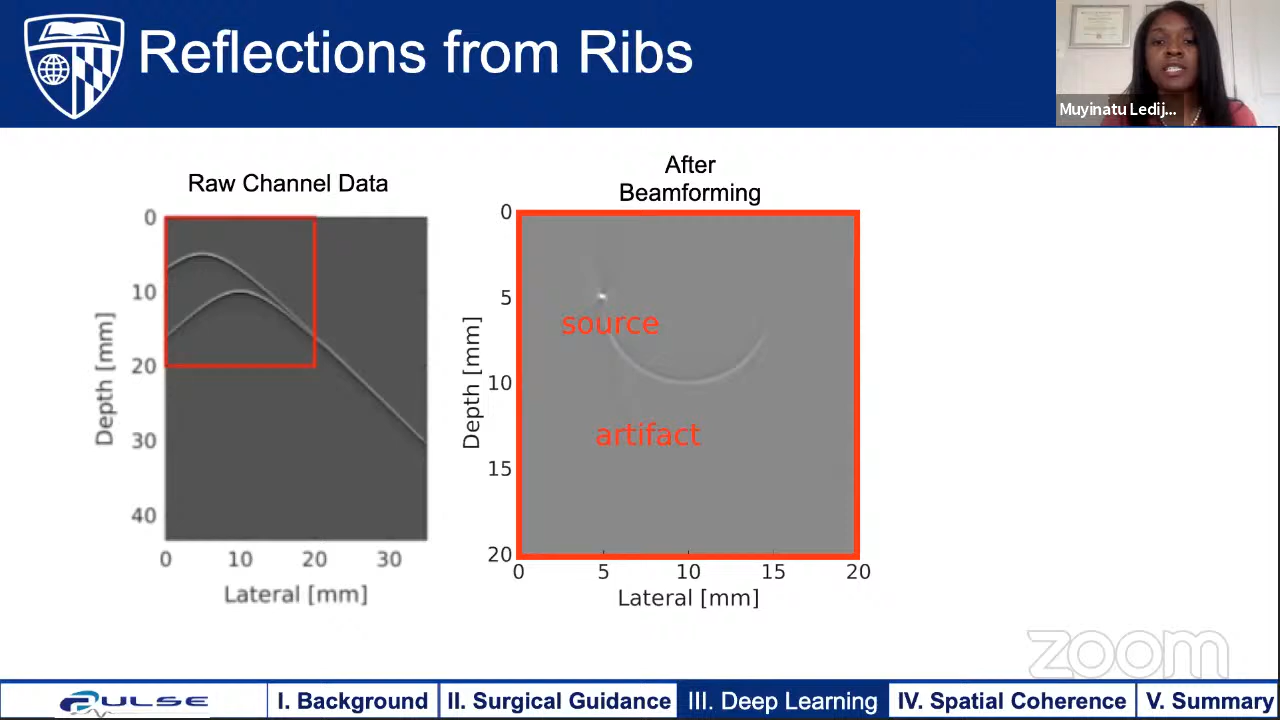 Reflections from Ribs
Muyinatu Ledij...
Raw Channel Data
0
10
20
30
40
Depth [mm]
0 10 20 30
Lateral [mm]
After
Beamforming
0
5
10
15
20
Depth [mm]
source
artifact
0 5 10 15 20
Lateral [mm]
zoom
PULSE
I. Background
II. Surgical Guidance
III. Deep Learning
IV. Spatial Coherence
V. Summary